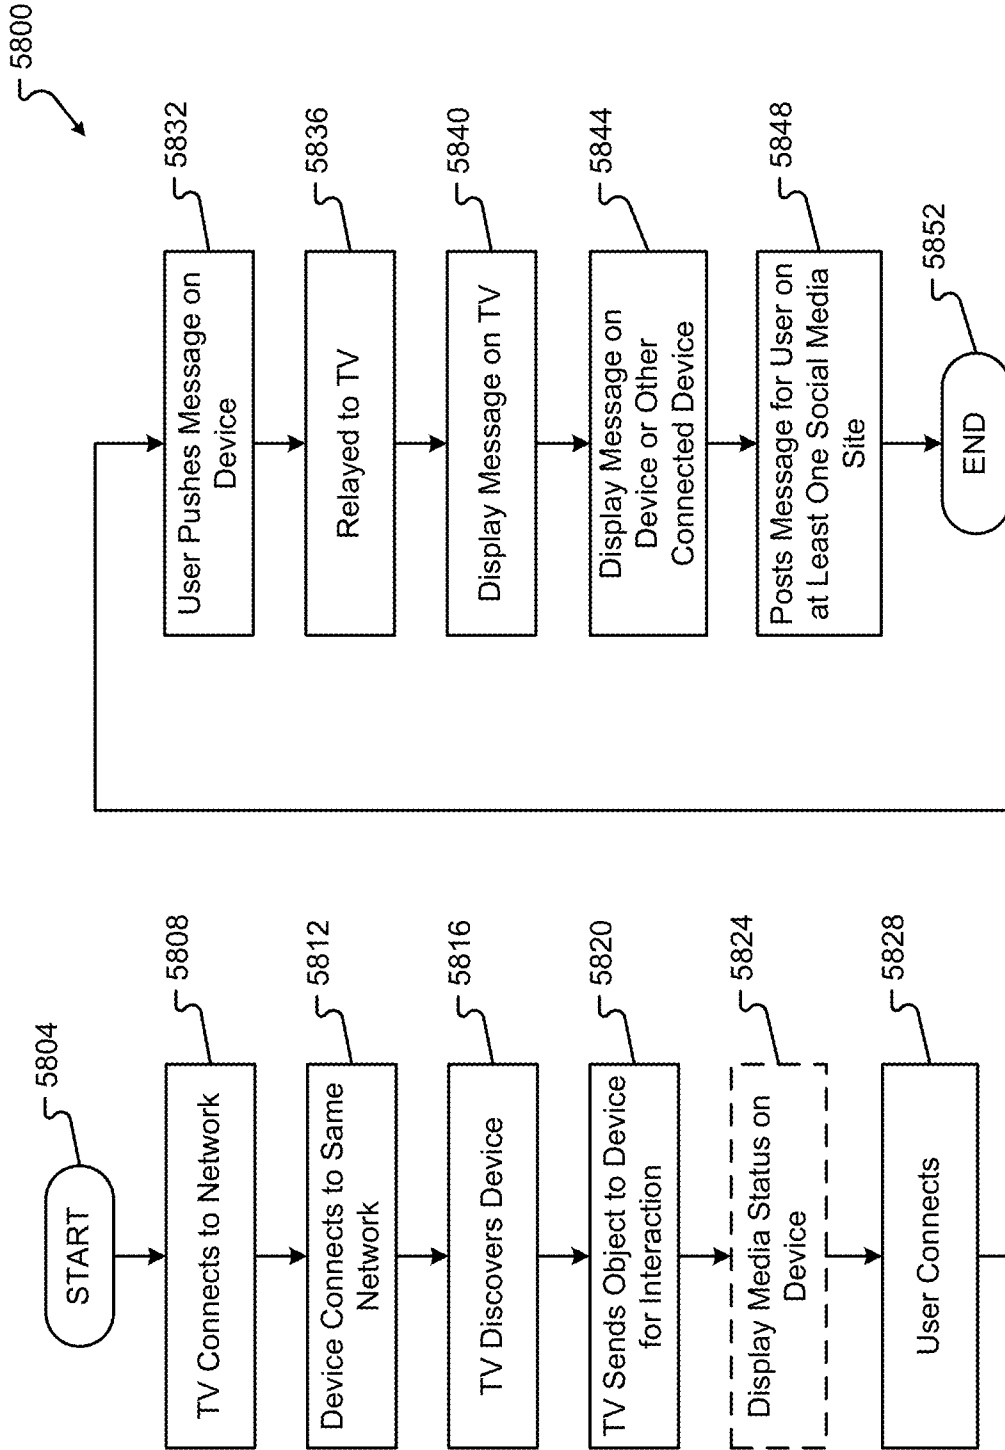 5800
START
5804
TV Connects to Network
5808
Device Connects to Same
Network
5812
TV Discovers Device
5816
TV Sends Object to Device
for Interaction
5820
Display Media Status on
Device
5824
User Connects
5828
User Pushes Message on
Device
5832
Relayed to TV
5836
Display Message on TV
5840
Display Message on
Device or Other
Connected Device
5844
Posts Message for User on
at Least One Social Media
Site
5848
END
5852